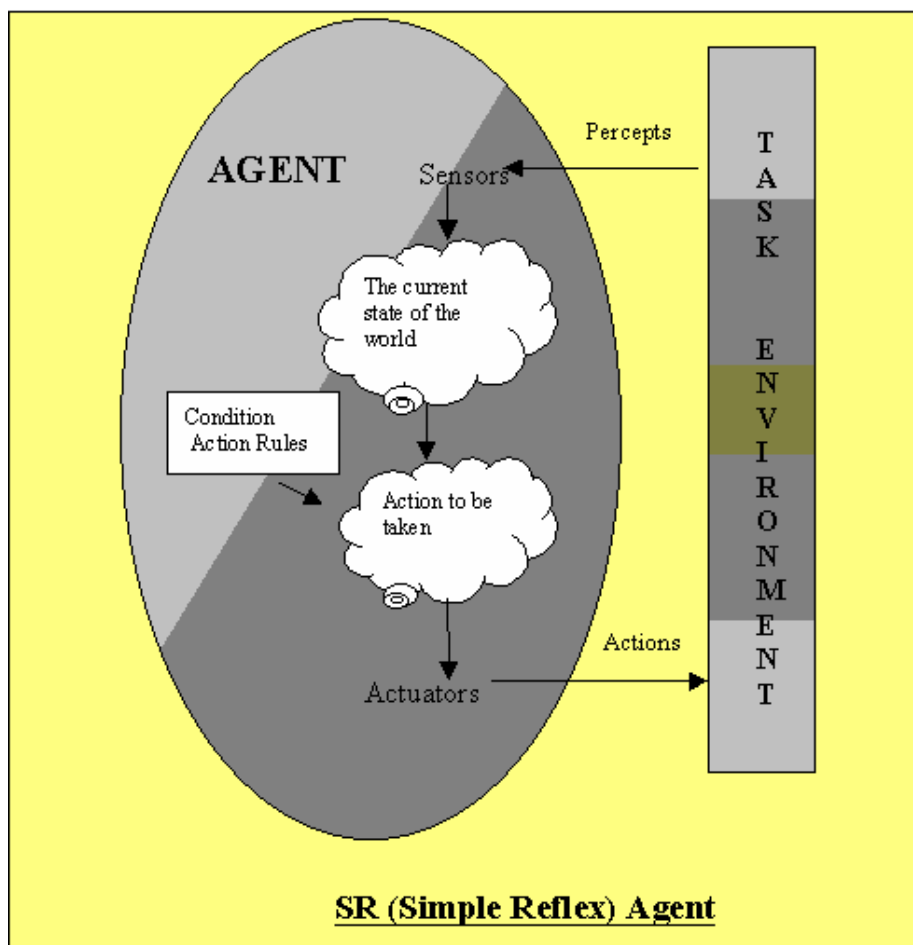 AGENT
Percepts
Sensors
The current
state of the
world
Condition
Action Rules
Action to be
taken
Actuators
Actions
TASK ENVIRONMENT
SR (Simple Reflex) Agent